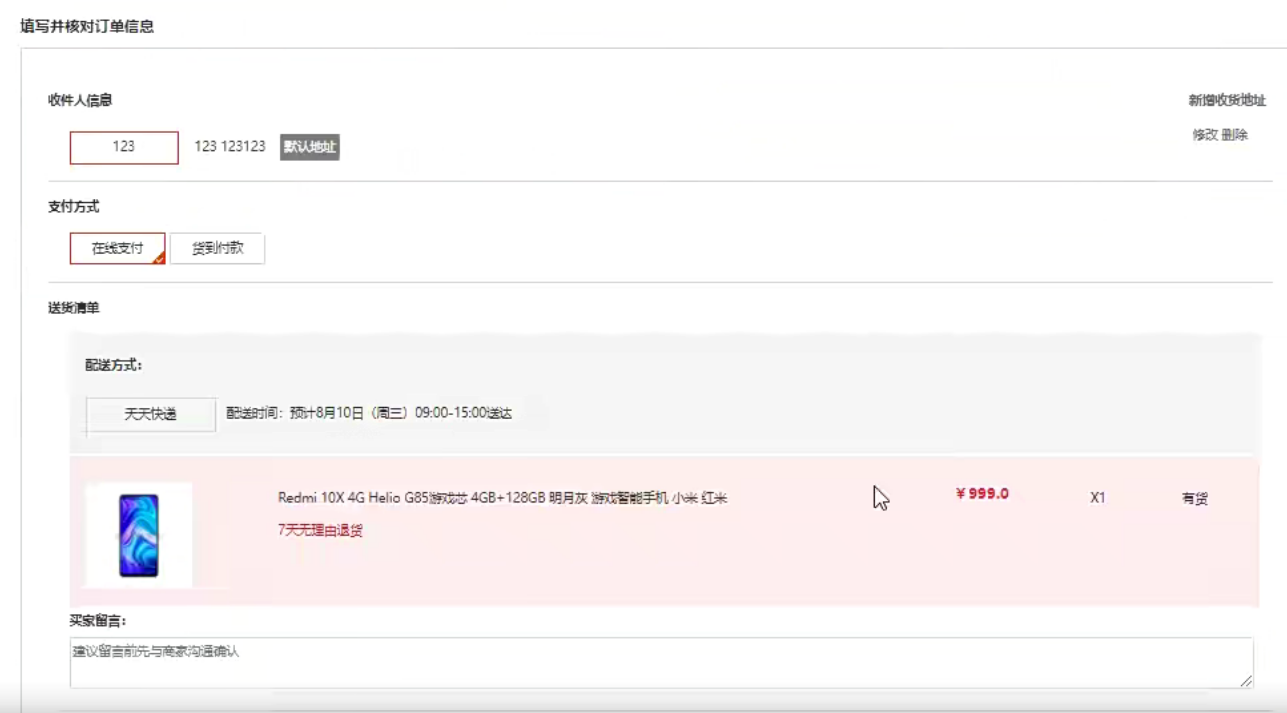 填写并核对订单信息
收件人信息
新增收货地址
123
123 123123
默认地址
修改 删除
支付方式
在线支付
货到付款
送货清单
配送方式:
天天快递
配送时间: 预计8月10日（周三）09:00-15:00送达
Redmi 10X 4G Helio G85游戏芯 4GB+128GB 明月灰 游戏智能手机 小米 红米
¥999.0
X1
有货
7天无理由退货
买家留言:
建议留言前先与商家沟通确认